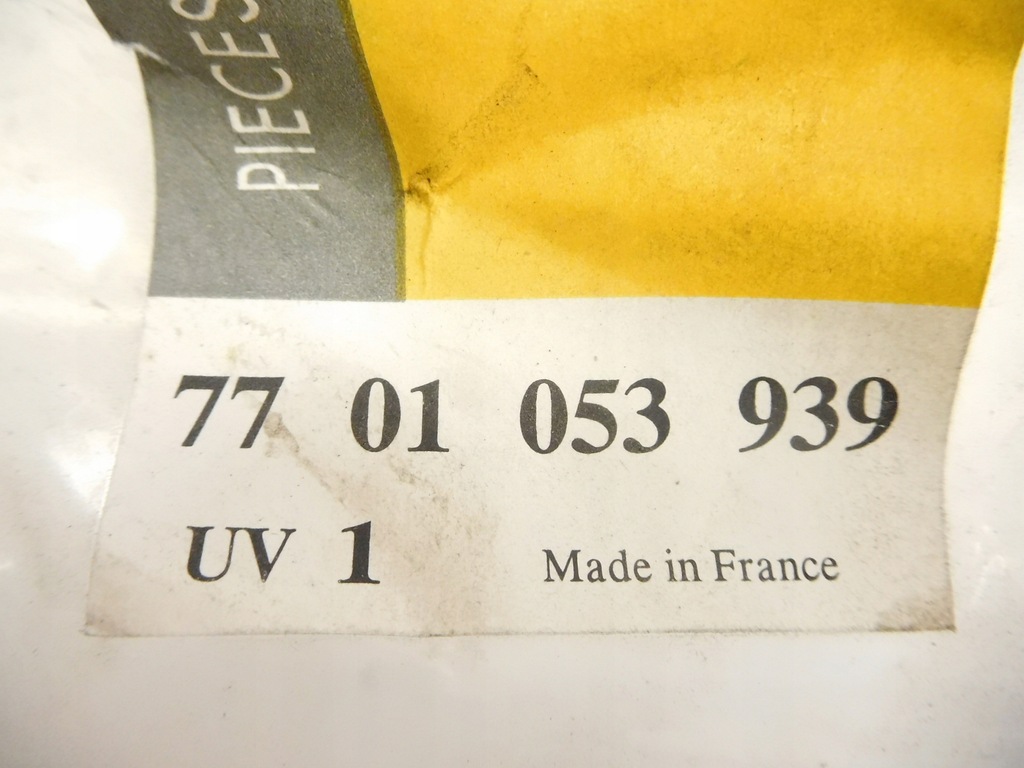 PIECES
77 01 053 939
UV 1 Made in France